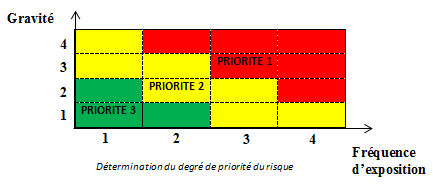 Gravité
4
3
PRIORITE 1
2
PRIORITE 2
1
PRIORITE 3
1 2 3 4
Fréquence
d'exposition
Détermination du degré de priorité du risque